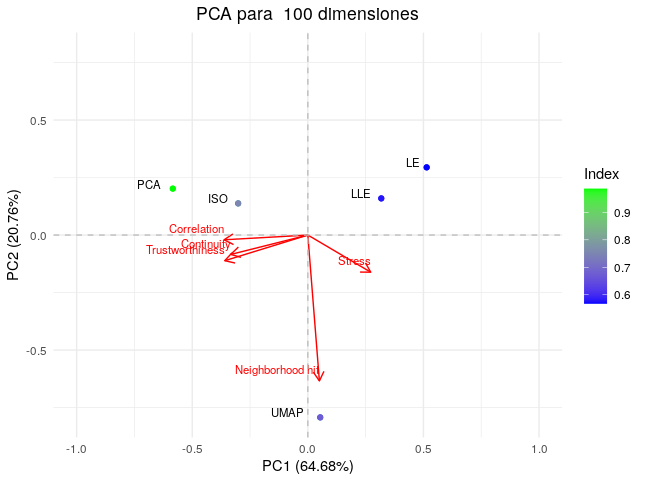 PCA para  100 dimensiones
PC2 (20.76%)
0.5
0.0
-0.5
-1.0
-0.5
0.0
0.5
1.0
PC1 (64.68%)
PCA
ISO
LE
LLE
UMAP
Correlation
Continuity
Trustworthiness
Stress
Neighborhood hit
Index
0.9
0.8
0.7
0.6